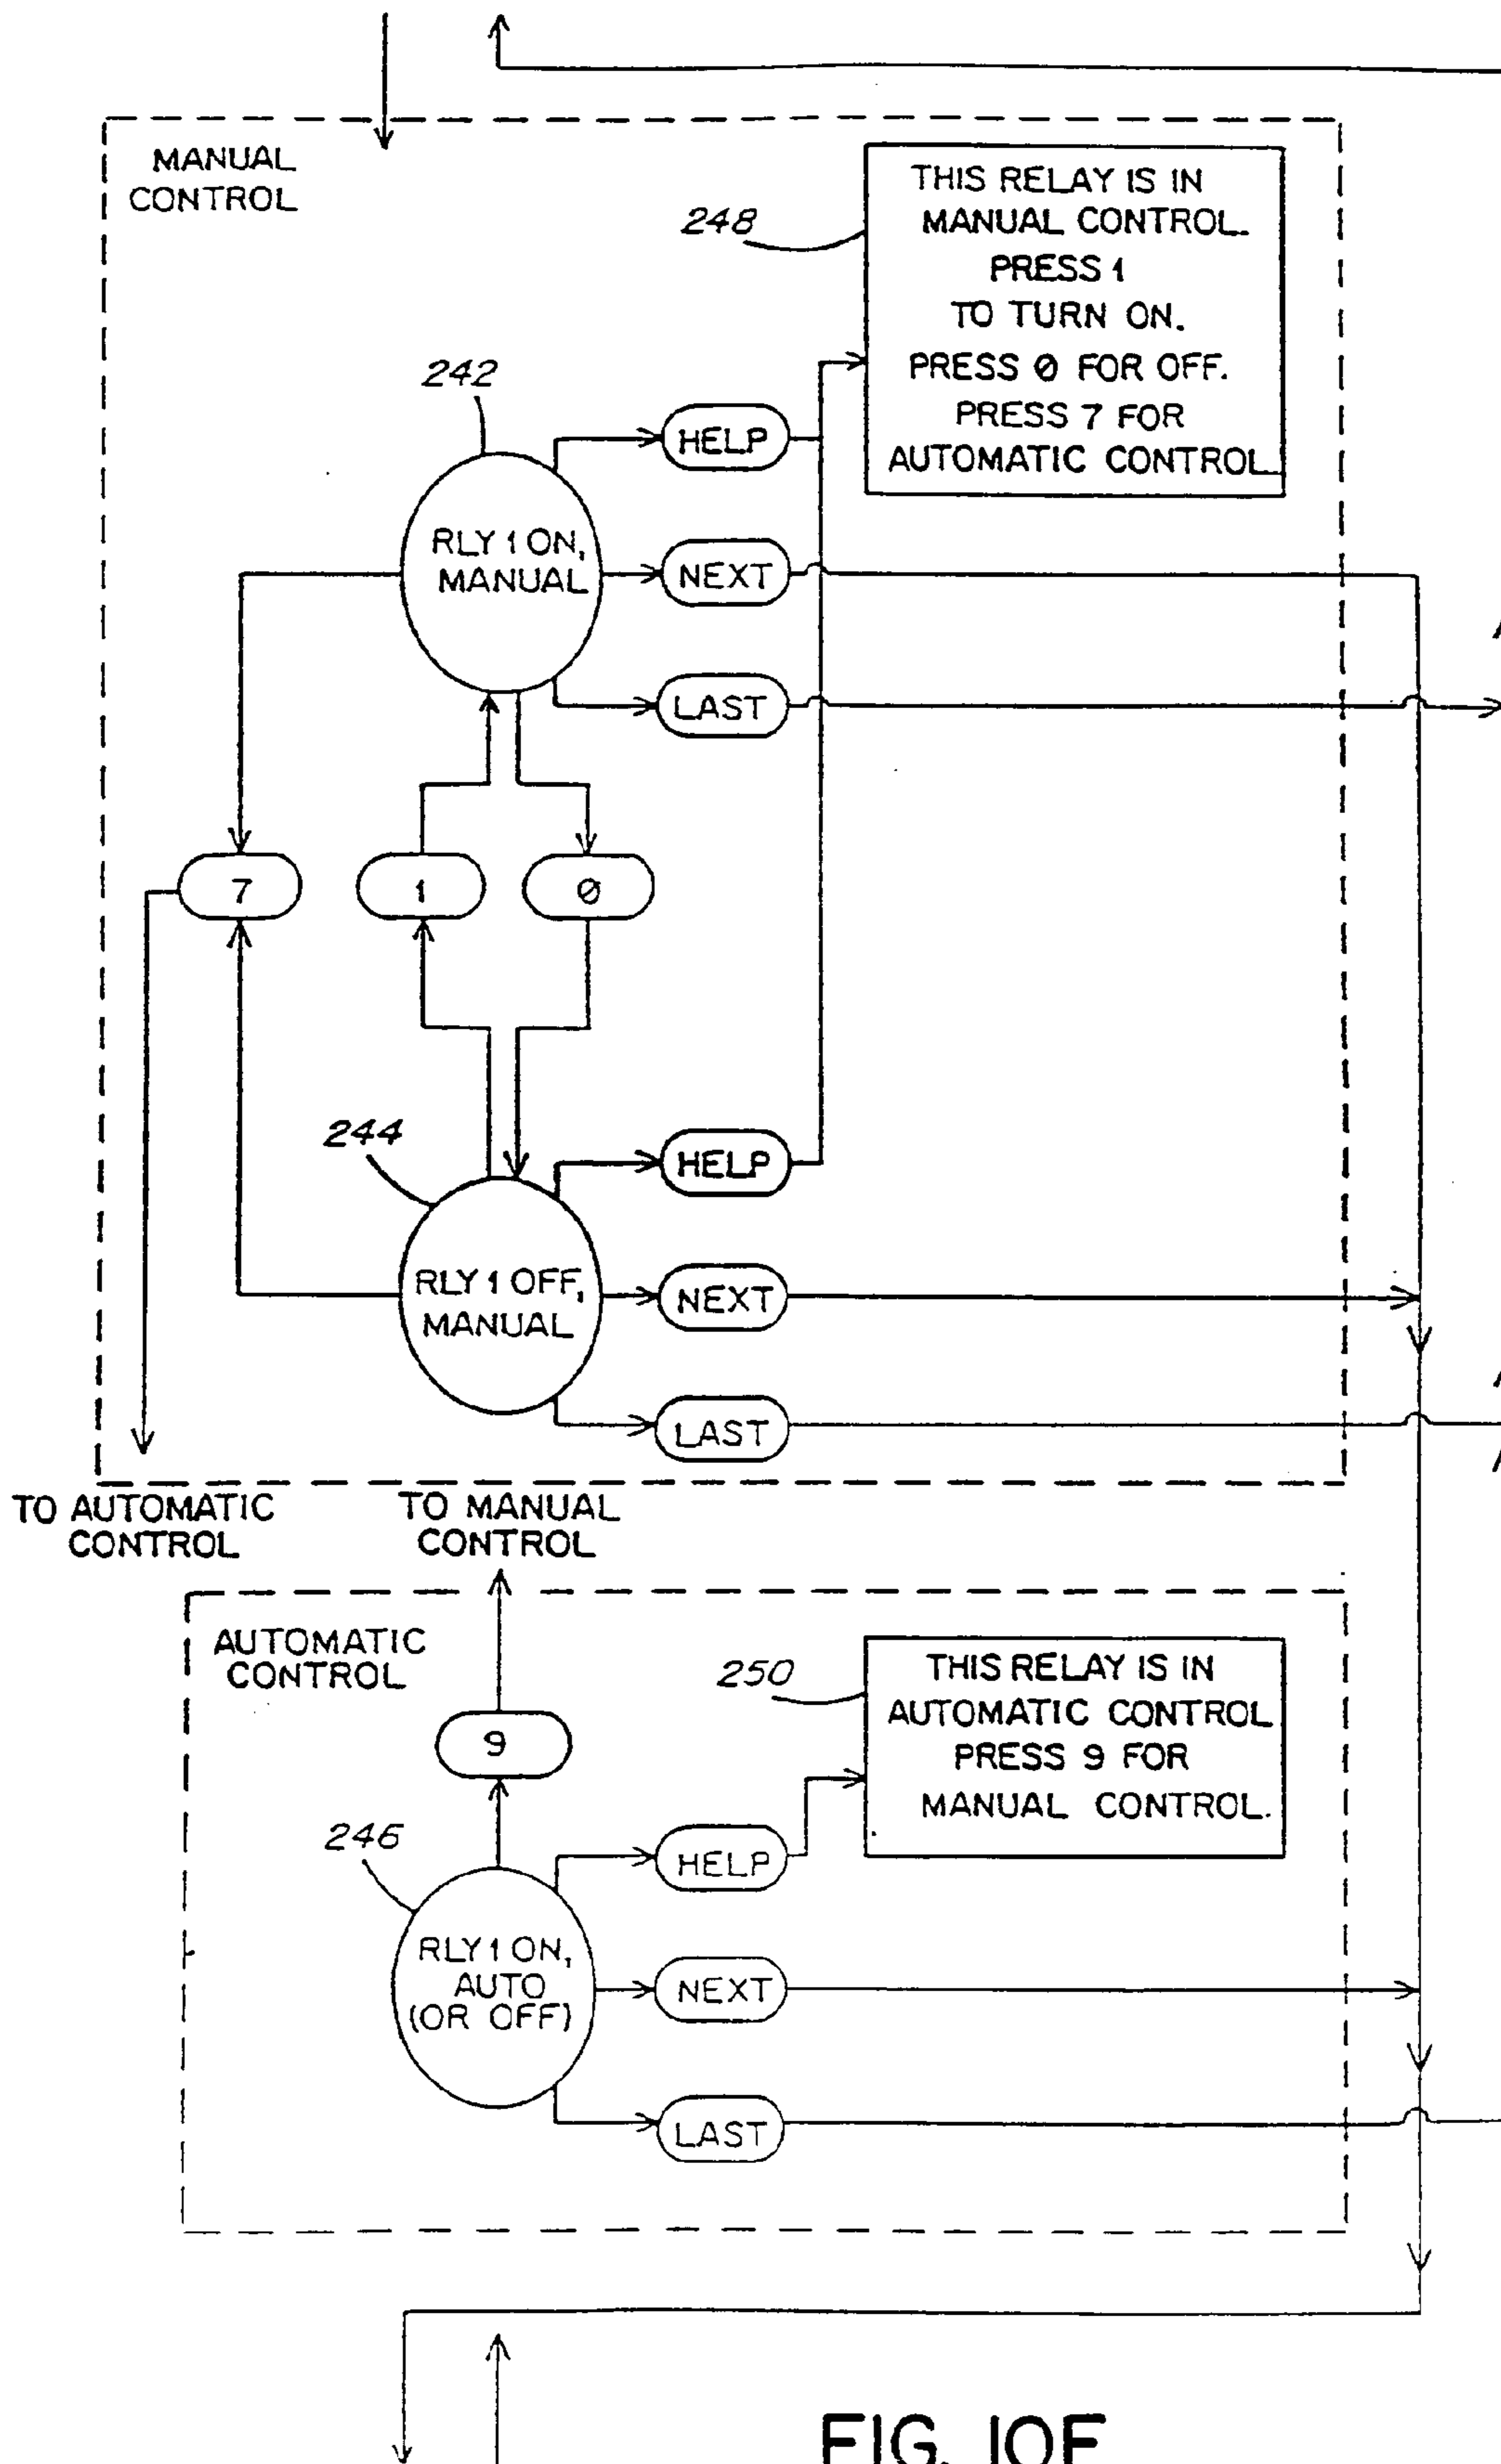 MANUAL
CONTROL
THIS RELAY IS IN
MANUAL CONTROL.
PRESS 1
TO TURN ON.
PRESS 0 FOR OFF.
PRESS 7 FOR
AUTOMATIC CONTROL
248
242
HELP
RLY 1 ON,
MANUAL
NEXT
LAST
7
1
0
244
HELP
RLY 1 OFF,
MANUAL
NEXT
LAST
TO AUTOMATIC
CONTROL
TO MANUAL
CONTROL
AUTOMATIC
CONTROL
250
THIS RELAY IS IN
AUTOMATIC CONTROL
PRESS 9 FOR
MANUAL CONTROL.
9
246
HELP
RLY 1 ON,
AUTO
(OR OFF)
NEXT
LAST